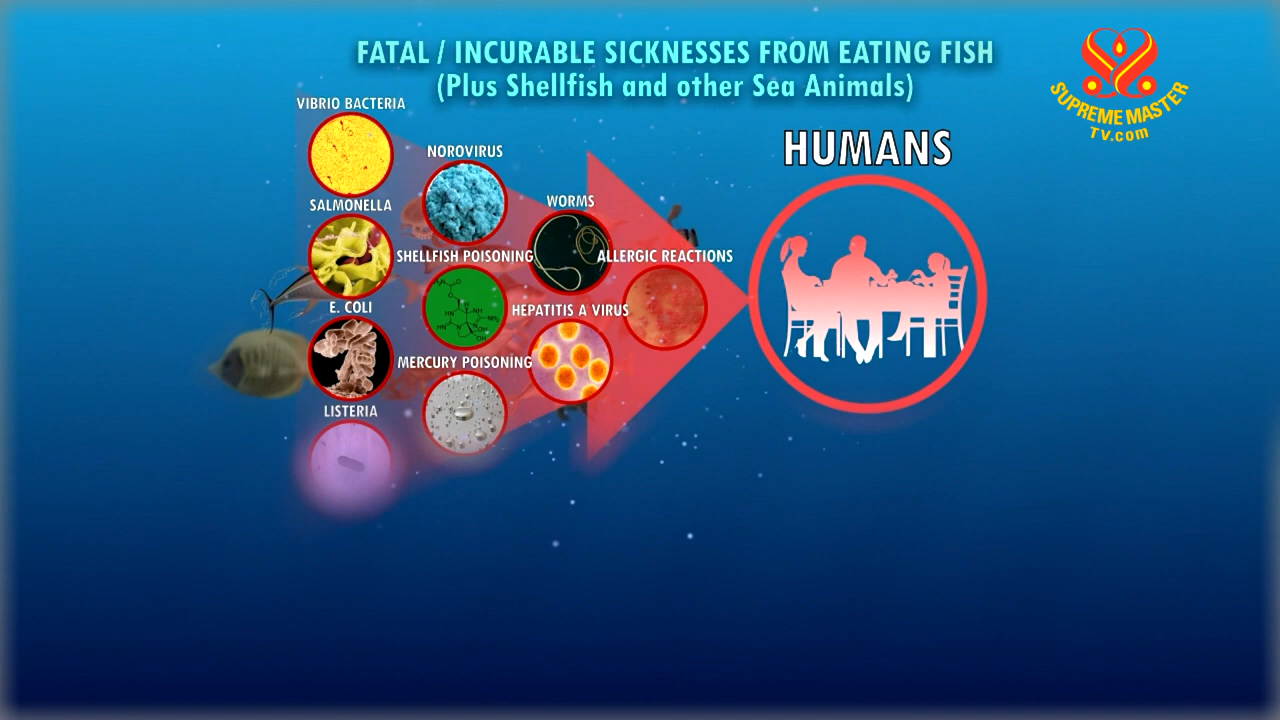 FATAL / INCURABLE SICKNESSES FROM EATING FISH
(Plus Shellfish and other Sea Animals)
SUPREME MASTER
TV.com
HUMANS
VIBRIO BACTERIA
NOROVIRUS
WORMS
SALMONELLA
SHELLFISH POISONING
ALLERGIC REACTIONS
E. COLI
HEPATITIS A VIRUS
MERCURY POISONING
LISTERIA